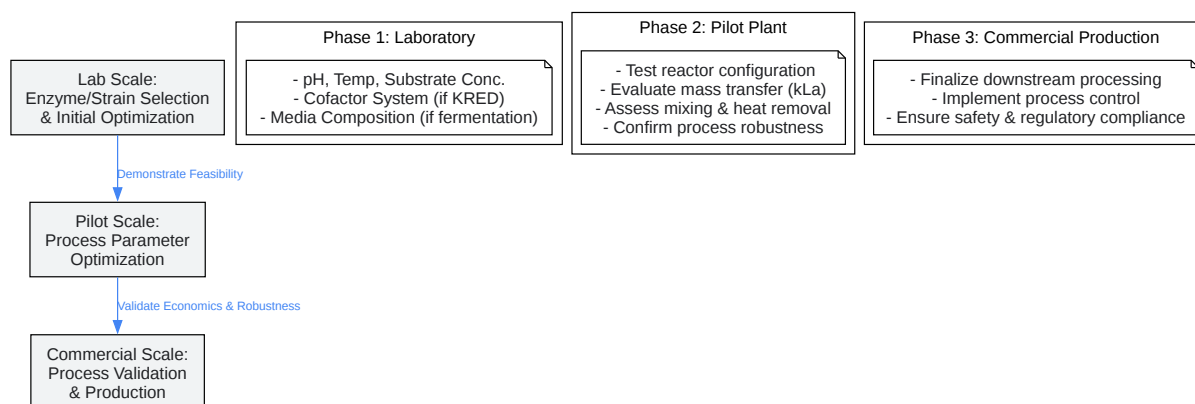 Phase 1: Laboratory
- pH, Temp, Substrate Conc.
- Cofactor System (if KRED)
- Media Composition (if fermentation)
Phase 2: Pilot Plant
- Test reactor configuration
- Evaluate mass transfer (kLa)
- Assess mixing & heat removal
- Confirm process robustness
Phase 3: Commercial Production
- Finalize downstream processing
- Implement process control
- Ensure safety & regulatory compliance
Lab Scale:
Enzyme/Strain Selection
& Initial Optimization
Demonstrate Feasibility
Pilot Scale:
Process Parameter
Optimization
Validate Economics & Robustness
Commercial Scale:
Process Validation
& Production